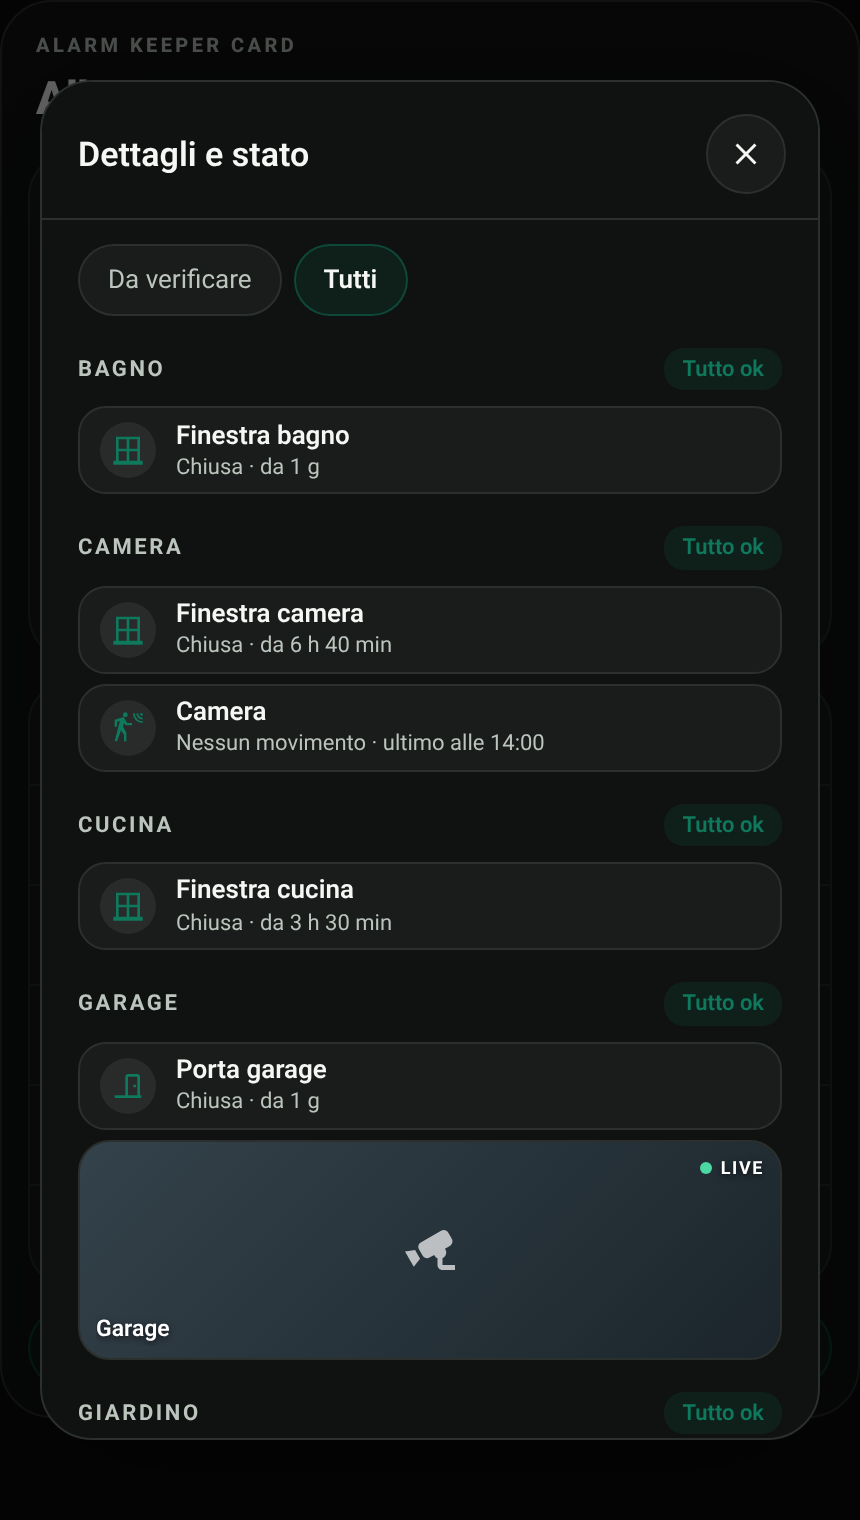 ALARM KEEPER CARD
Dettagli e stato
Da verificare
Tutti
BAGNO
Tutto ok
Finestra bagno
Chiusa · da 1 g
CAMERA
Tutto ok
Finestra camera
Chiusa · da 6 h 40 min
Camera
Nessun movimento · ultimo alle 14:00
CUCINA
Tutto ok
Finestra cucina
Chiusa · da 3 h 30 min
GARAGE
Tutto ok
Porta garage
Chiusa · da 1 g
LIVE
Garage
GIARDINO
Tutto ok